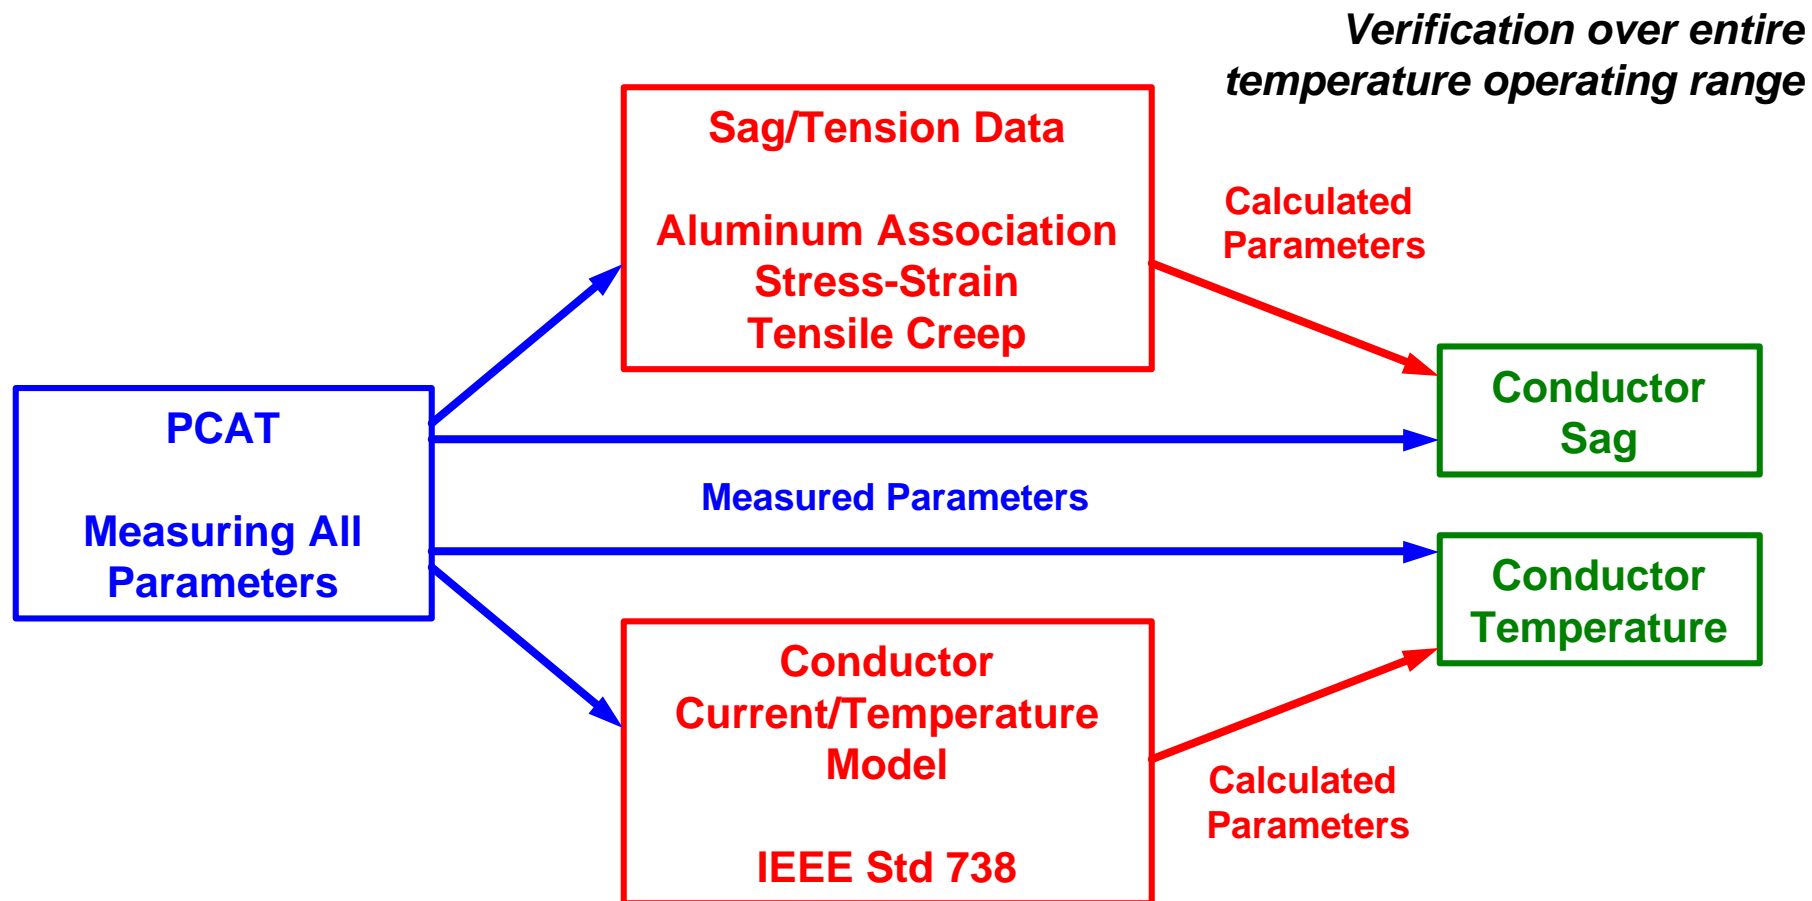 Verification over entire
temperature operating range
Sag/Tension Data
Aluminum Association
Stress-Strain
Tensile Creep
Calculated
Parameters
PCAT
Measuring All
Parameters
Measured Parameters
Conductor
Sag
Conductor
Temperature
Conductor
Current/Temperature
Model
IEEE Std 738
Calculated
Parameters